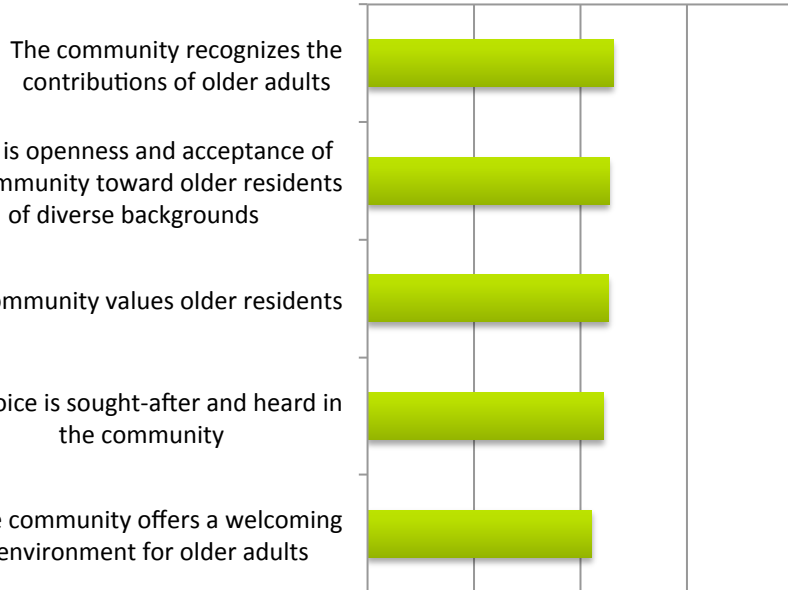 The community recognizes the
contributions of older adults
is openness and acceptance of
mmunity toward older residents
of diverse backgrounds
ommunity values older residents
oice is sought-after and heard in
the community
community offers a welcoming
environment for older adults